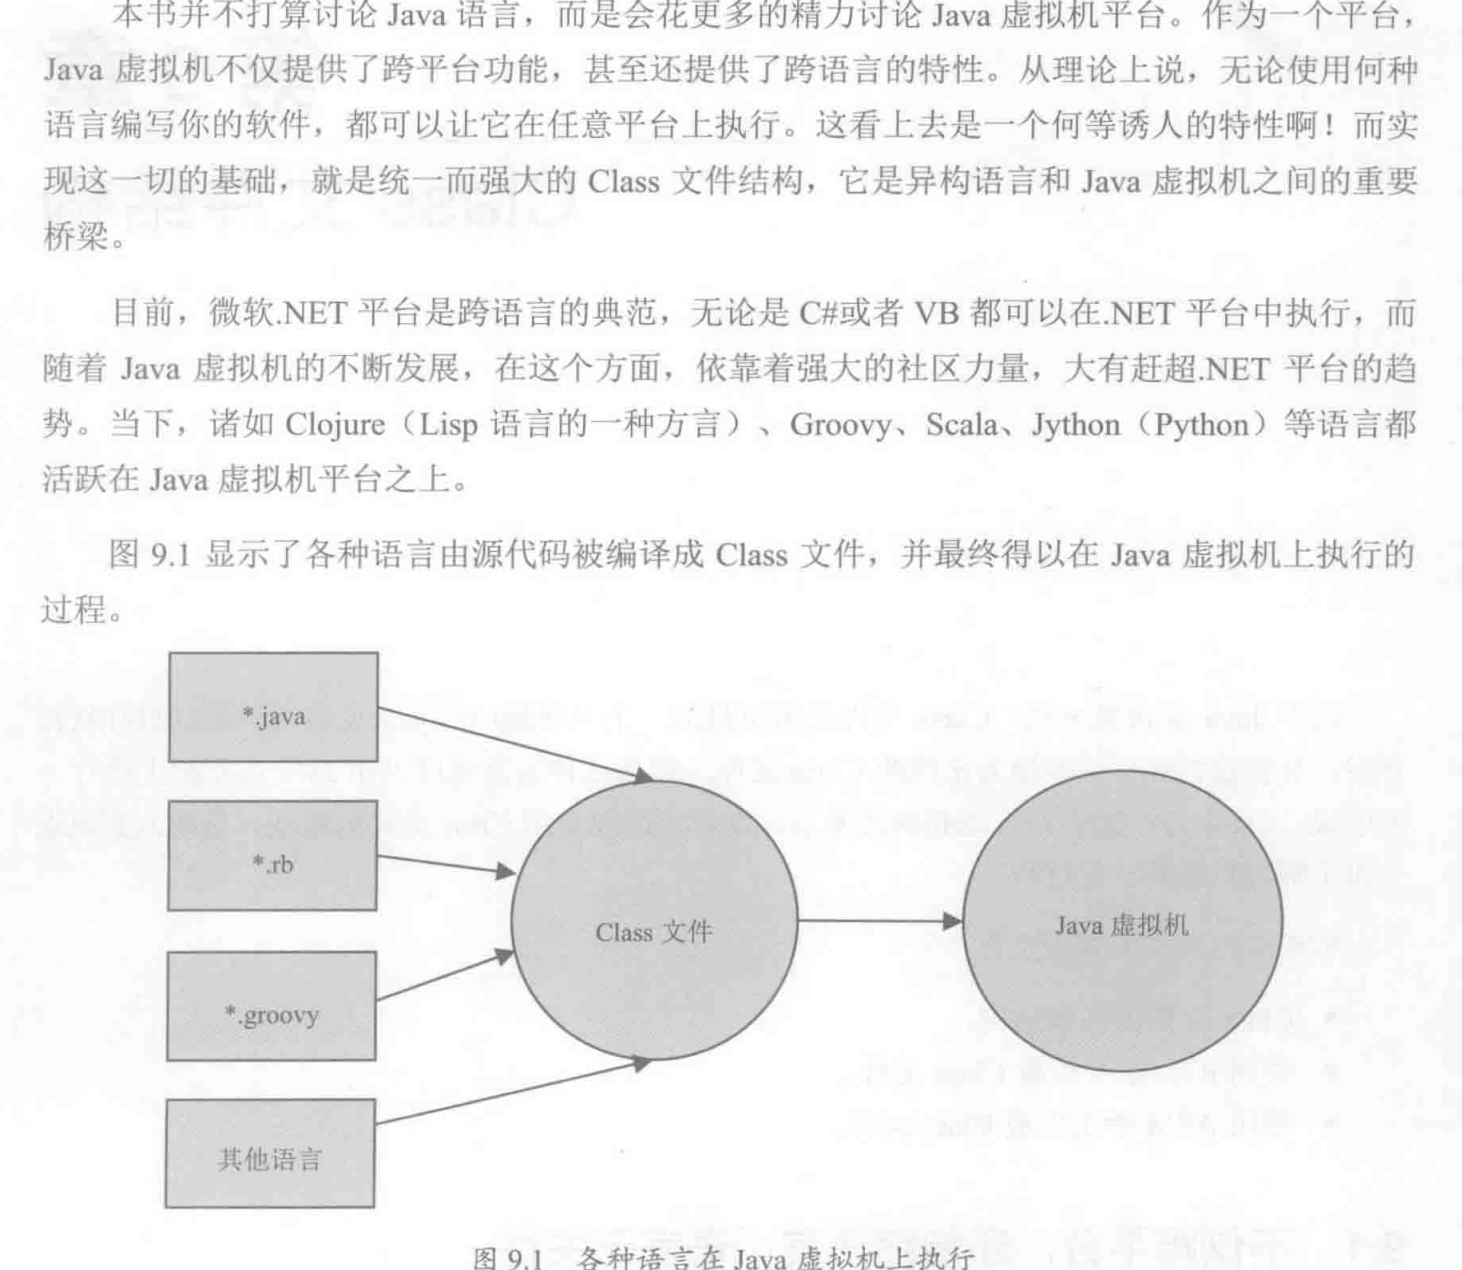 本书并不打算讨论 Java 语言，而是会花更多的精力讨论 Java 虚拟机平台。作为一个平台，
Java 虚拟机不仅提供了跨平台功能，甚至还提供了跨语言的特性。从理论上说，无论使用何种
语言编写你的软件，都可以让它在任意平台上执行。这看上去是一个何等诱人的特性啊！而实
现这一切的基础，就是统一而强大的 Class 文件结构，它是异构语言和 Java 虚拟机之间的重要
桥梁。
目前，微软.NET 平台是跨语言的典范，无论是 C#或者 VB 都可以在.NET 平台中执行，而
随着 Java 虚拟机的不断发展，在这个方面，依靠着强大的社区力量，大有赶超.NET 平台的趋
势。当下，诸如 Clojure（Lisp 语言的一种方言）、Groovy、Scala、Jython（Python）等语言都
活跃在 Java 虚拟机平台之上。
图 9.1 显示了各种语言由源代码被编译成 Class 文件，并最终得以在 Java 虚拟机上执行的
过程。
*.java
*.rb
*.groovy
其他语言
Class 文件
Java 虚拟机
图 9.1 各种语言在 Java 虚拟机上执行